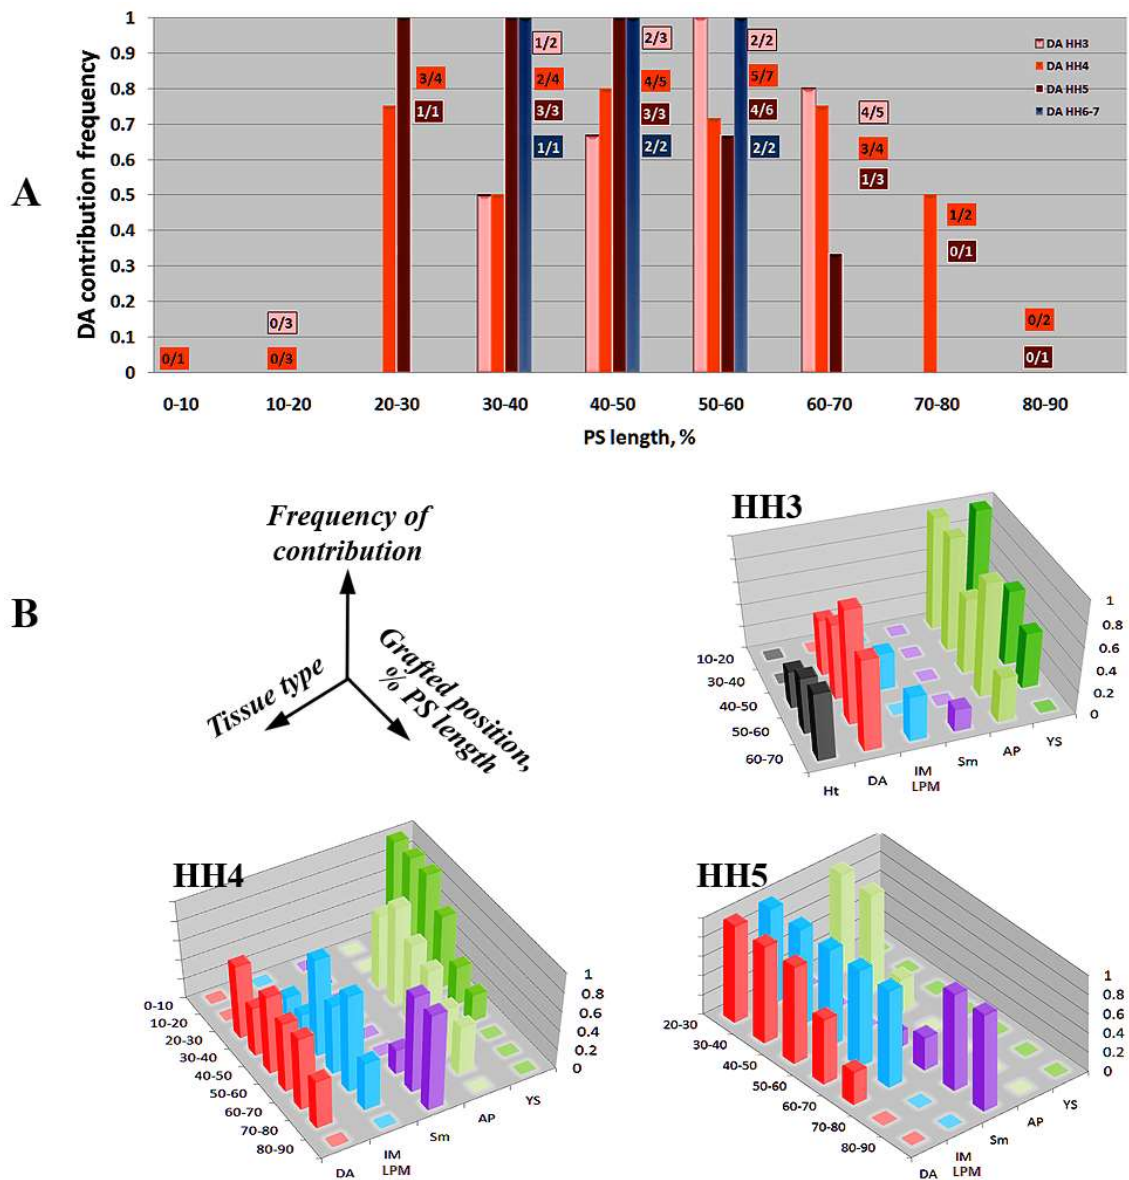 A
DA contribution frequency
1
0.9
0.8
0.7
0.6
0.5
0.4
0.3
0.2
0.1
0
0/1
0/3
0/3
3/4
1/1
1/2
2/4
3/3
1/1
2/3
4/5
3/3
2/2
2/2
5/7
4/6
2/2
4/5
3/4
1/3
1/2
0/1
0/2
0/1
DA HH3
DA HH4
DA HH5
DA HH6-7
0-10 10-20 20-30 30-40 40-50 50-60 60-70 70-80 80-90
PS length, %
B
Frequency of
contribution
Tissue type
Grafted position,
% PS length
HH3
1
0.8
0.6
0.4
0.2
0
10-20
30-40
40-50
50-60
60-70
Ht
DA
IM
LPM
Sm
AP
YS
HH4
1
0.8
0.6
0.4
0.2
0
0-10
10-20
20-30
30-40
40-50
50-60
60-70
70-80
80-90
DA
IM
LPM
Sm
AP
YS
HH5
1
0.8
0.6
0.4
0.2
0
20-30
30-40
40-50
50-60
60-70
70-80
80-90
DA
IM
LPM
Sm
AP
YS